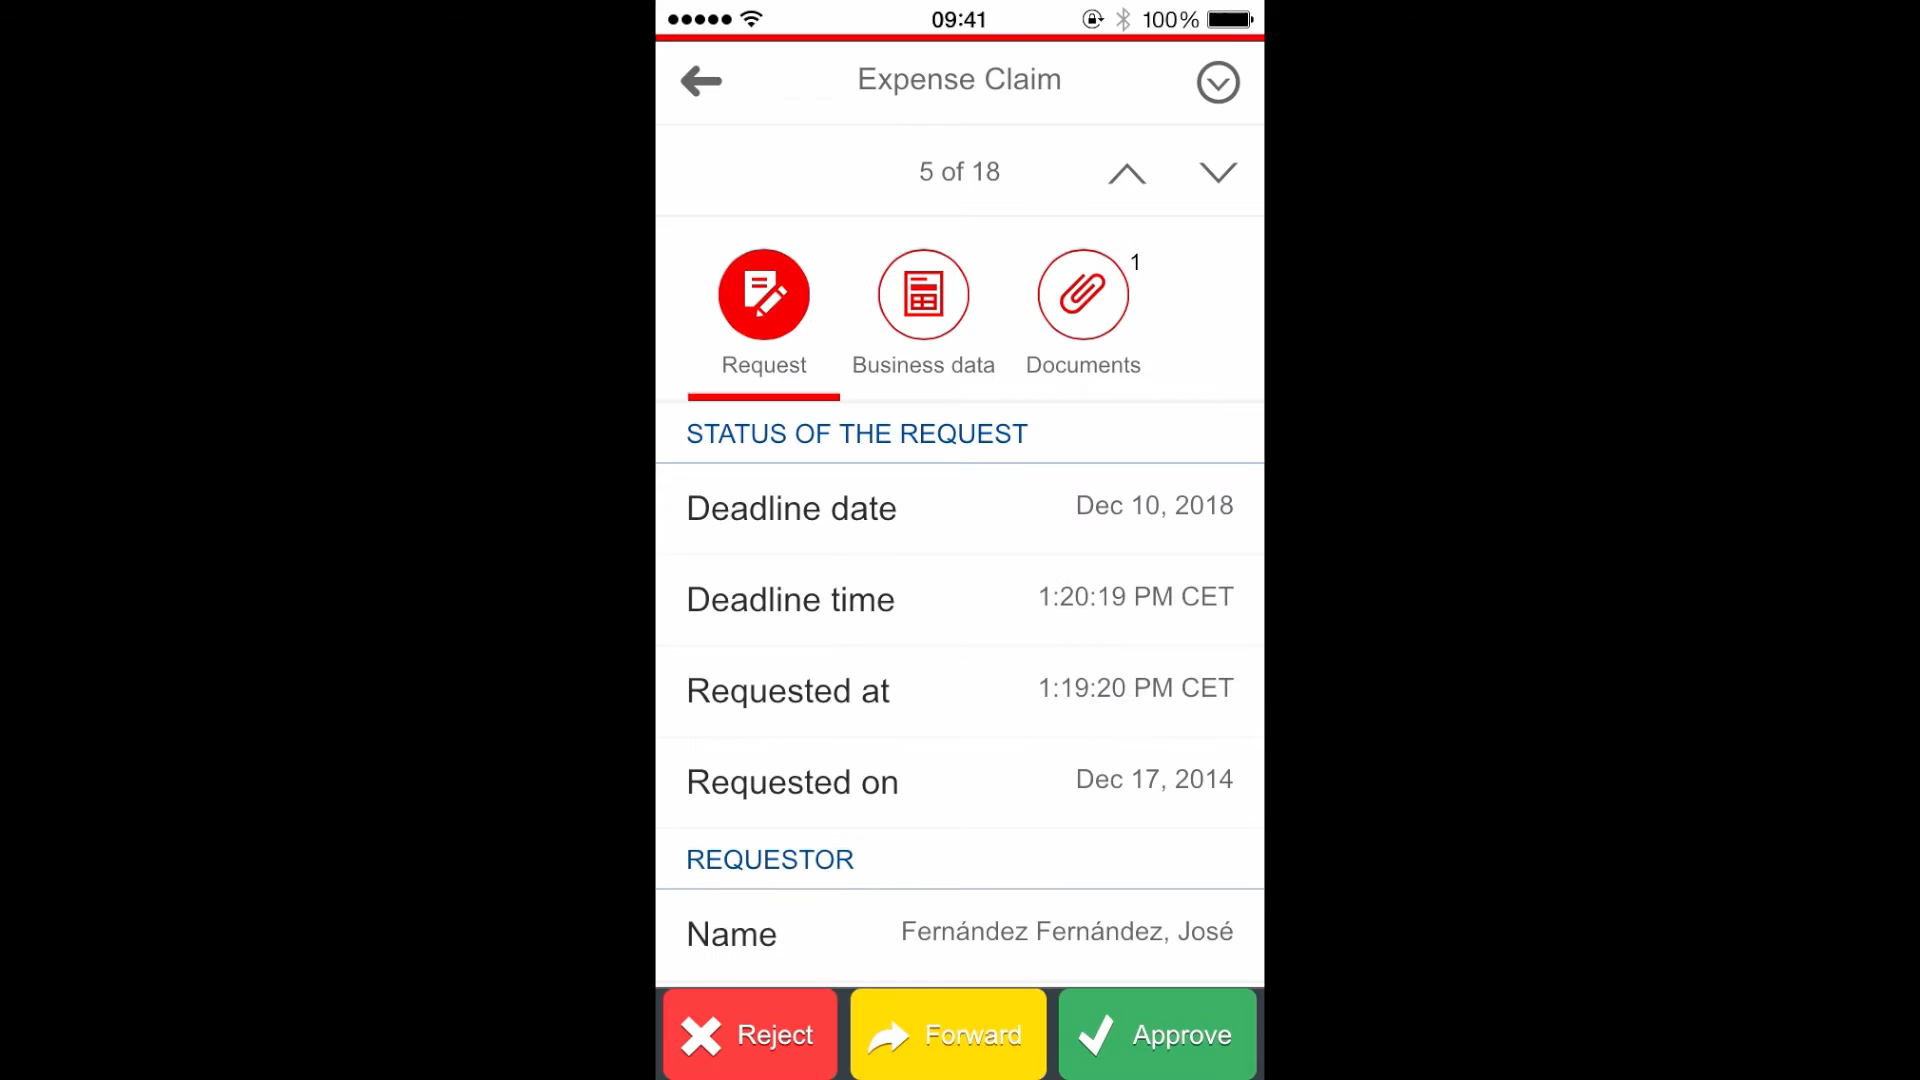 09:41 100%
Expense Claim
5 of 18
1
Request Business data Documents
STATUS OF THE REQUEST
Deadline date Dec 10, 2018
Deadline time 1:20:19 PM CET
Requested at 1:19:20 PM CET
Requested on Dec 17, 2014
REQUESTOR
Name Fernández Fernández, José
Reject Forward Approve